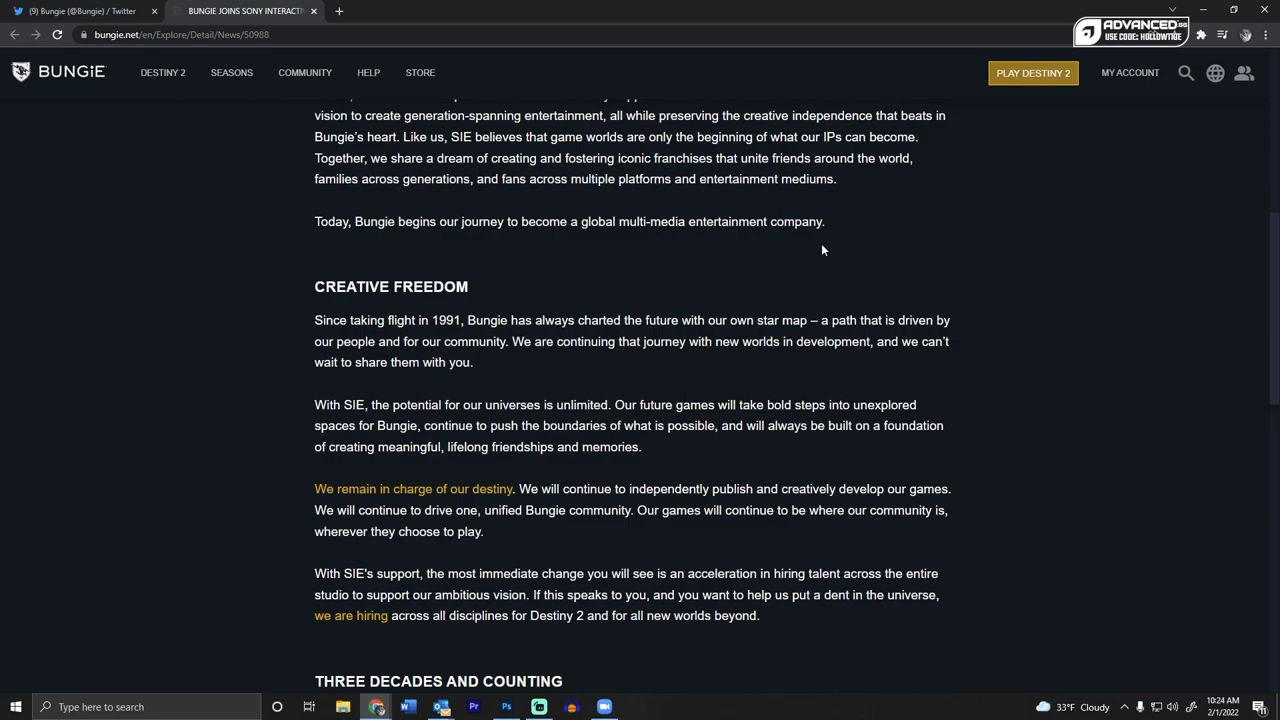 (9) Bungie (@Bungie) / Twitter
BUNGIE JOINS SONY INTERACTIV
bungie.net/en/Explore/Detail/News/50988
ADVANCED.GG
USE CODE: HOLLOWTIDE
BUNGiE
DESTINY 2
SEASONS
COMMUNITY
HELP
STORE
PLAY DESTINY 2
MY ACCOUNT
vision to create generation-spanning entertainment, all while preserving the creative independence that beats in
Bungie's heart. Like us, SIE believes that game worlds are only the beginning of what our IPs can become.
Together, we share a dream of creating and fostering iconic franchises that unite friends around the world,
families across generations, and fans across multiple platforms and entertainment mediums.
Today, Bungie begins our journey to become a global multi-media entertainment company.
CREATIVE FREEDOM
Since taking flight in 1991, Bungie has always charted the future with our own star map – a path that is driven by
our people and for our community. We are continuing that journey with new worlds in development, and we can't
wait to share them with you.
With SIE, the potential for our universes is unlimited. Our future games will take bold steps into unexplored
spaces for Bungie, continue to push the boundaries of what is possible, and will always be built on a foundation
of creating meaningful, lifelong friendships and memories.
We remain in charge of our destiny. We will continue to independently publish and creatively develop our games.
We will continue to drive one, unified Bungie community. Our games will continue to be where our community is,
wherever they choose to play.
With SIE's support, the most immediate change you will see is an acceleration in hiring talent across the entire
studio to support our ambitious vision. If this speaks to you, and you want to help us put a dent in the universe,
we are hiring across all disciplines for Destiny 2 and for all new worlds beyond.
THREE DECADES AND COUNTING
Type here to search
33°F Cloudy
10:24 AM
2/1/2022